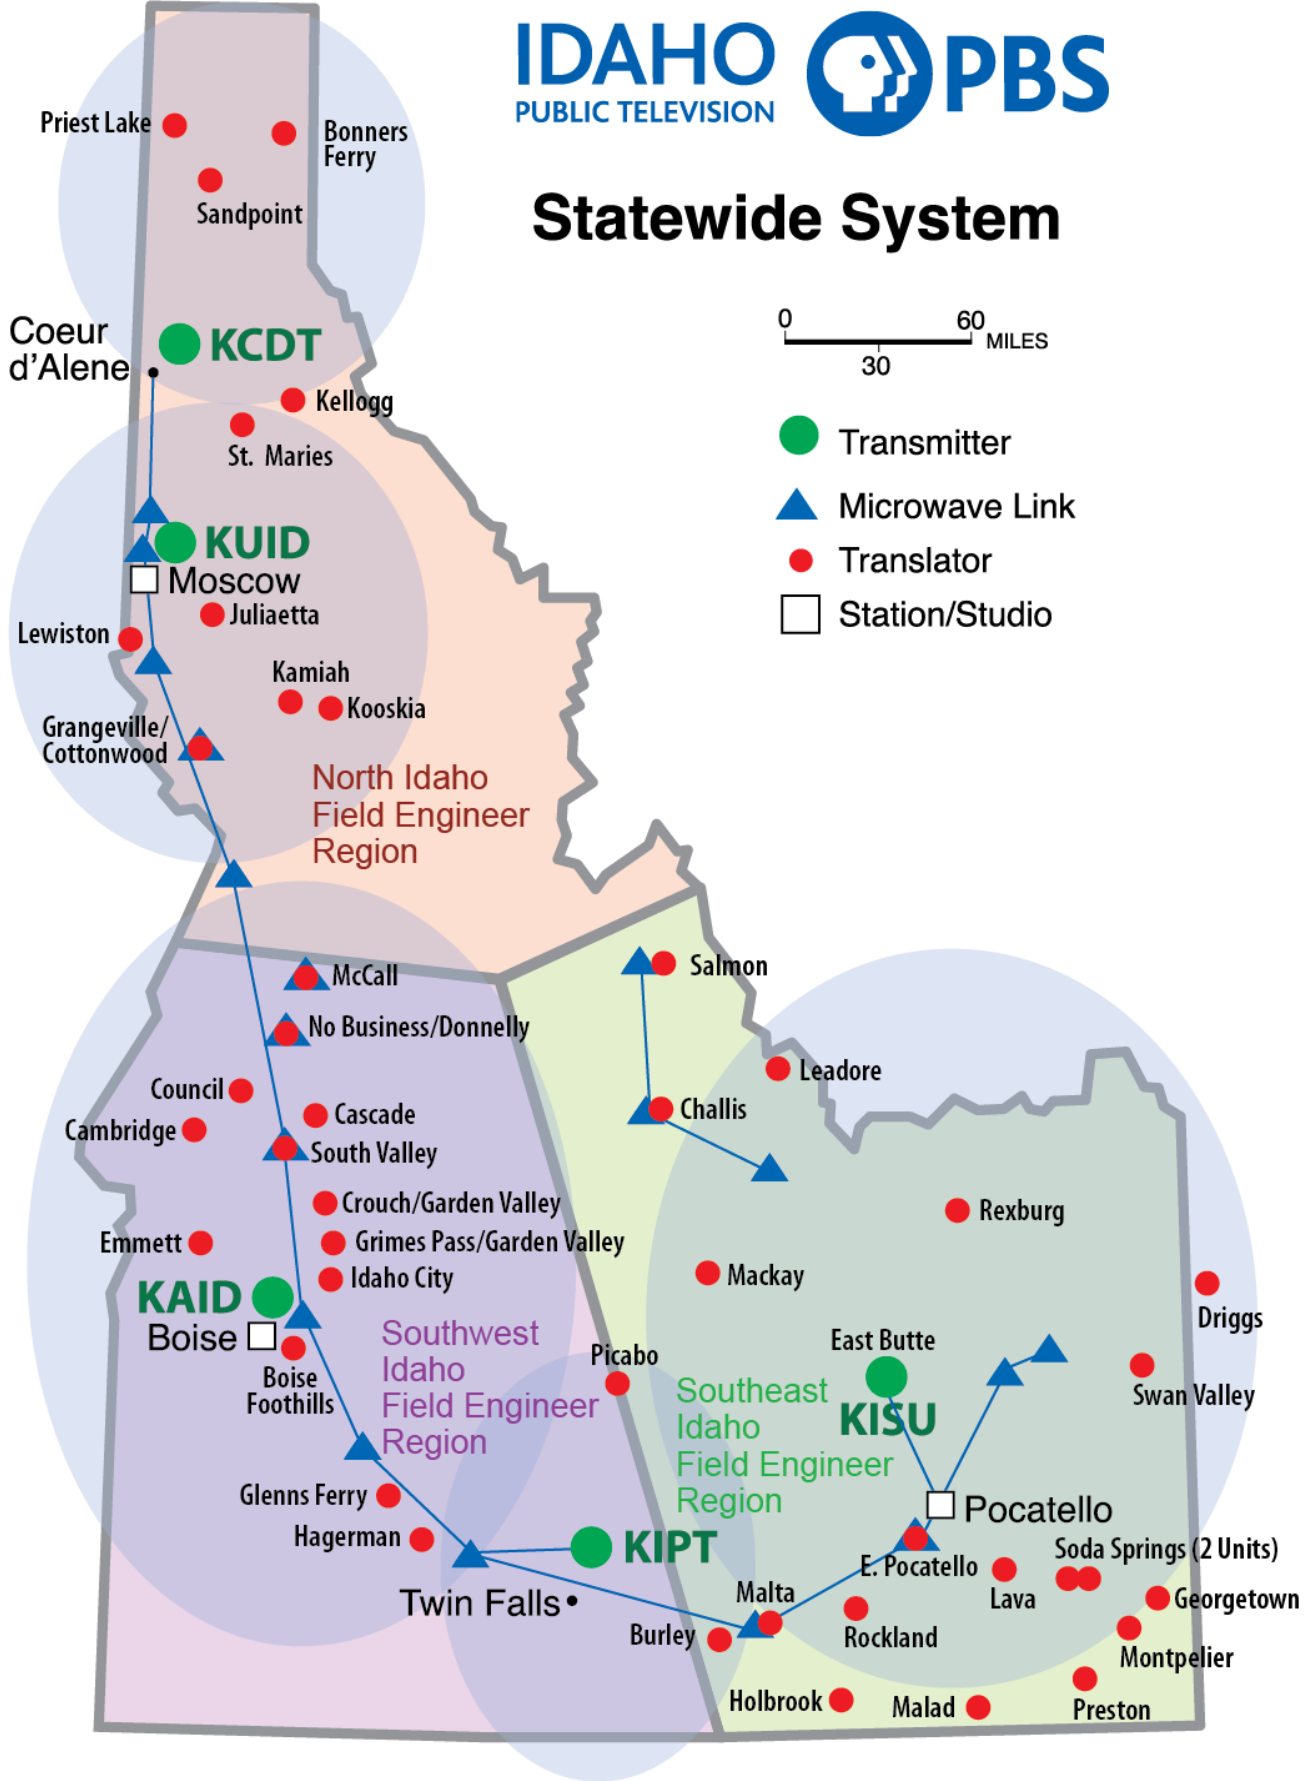 IDAHO
PUBLIC TELEVISION
PBS
Statewide System
0
60
MILES
30
Transmitter
Microwave Link
Translator
Station/Studio
Priest Lake
Bonners
Ferry
Sandpoint
Coeur
d’Alene
KCDT
Kellogg
St. Maries
KUID
Moscow
Juliaetta
Lewiston
Kamiah
Kooskia
Grangeville/
Cottonwood
North Idaho
Field Engineer
Region
McCall
No Business/Donnelly
Council
Cascade
Cambridge
South Valley
Crouch/Garden Valley
Emmett
Grimes Pass/Garden Valley
Idaho City
KAID
Boise
Boise
Foothills
Southwest
Idaho
Field Engineer
Region
Glenns Ferry
Hagerman
KIPT
Twin Falls
Salmon
Leadore
Challis
Rexburg
Mackay
Driggs
East Butte
KISU
Picabo
Swan Valley
Southeast
Idaho
Field Engineer
Region
Pocatello
E. Pocatello
Soda Springs (2 Units)
Lava
Georgetown
Malta
Burley
Rockland
Montpelier
Holbrook
Malad
Preston